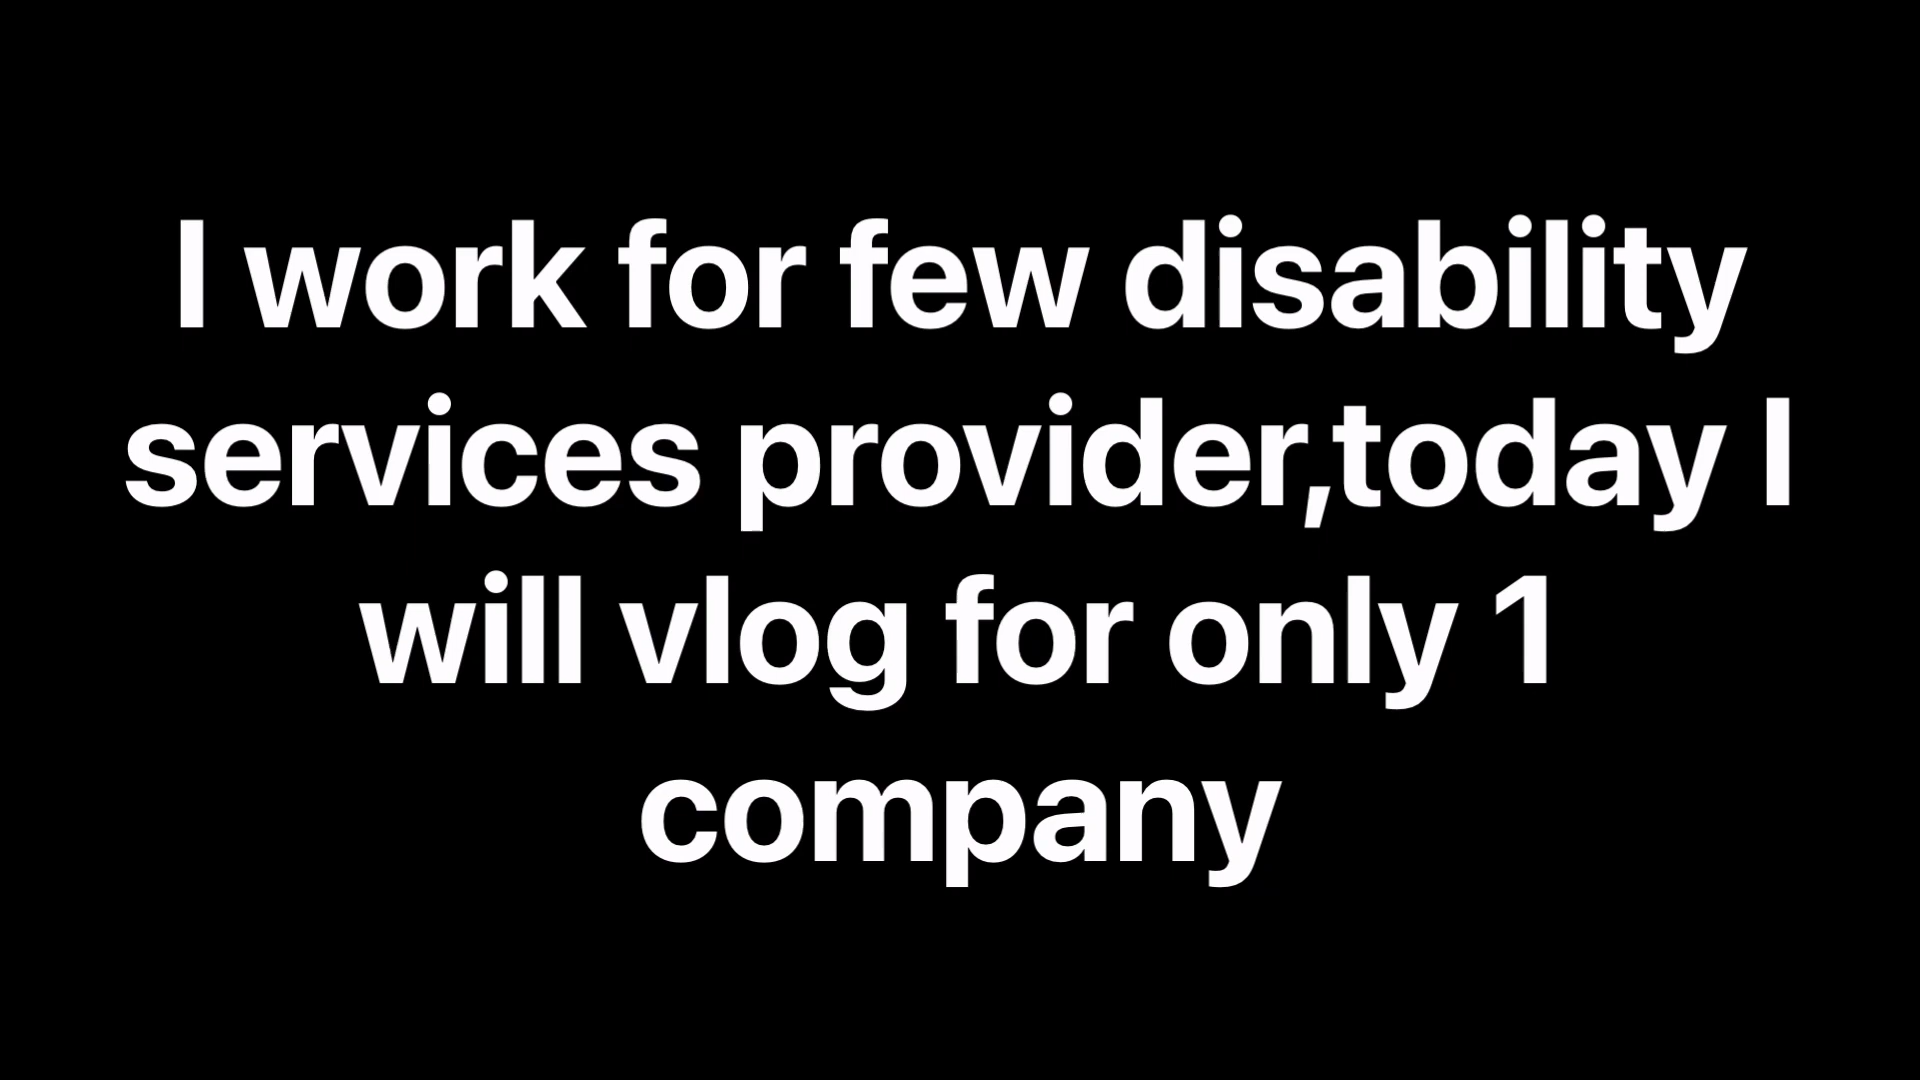 I work for few disability
services provider,today I
will vlog for only 1
company